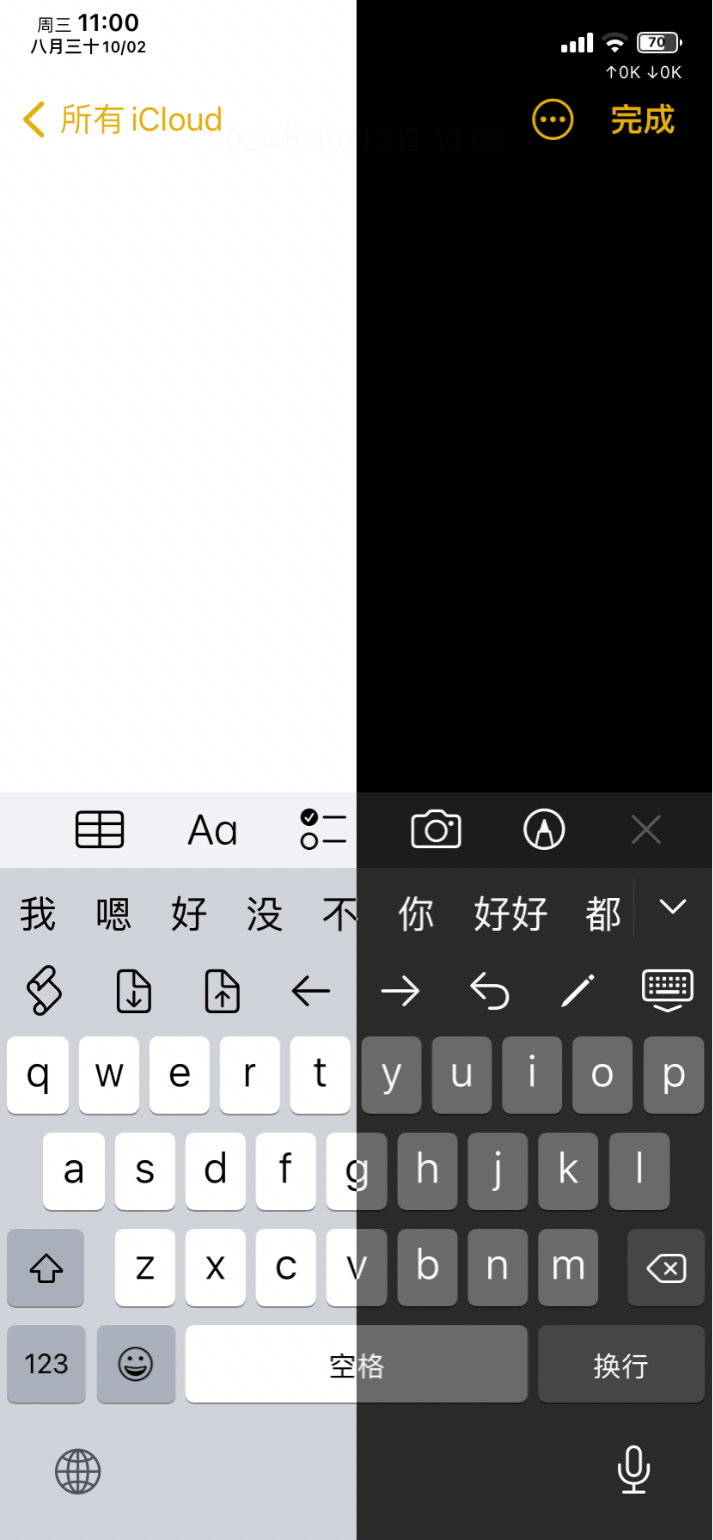 周三 11:00
八月三十 10/02
70
↑0K ↓0K
所有 iCloud
完成
2024年10月2日 10:55
Aa
我 嗯 好 没 不 你 好好 都
q w e r t y u i o p
a s d f g h j k l
z x c v b n m
123 空格 换行